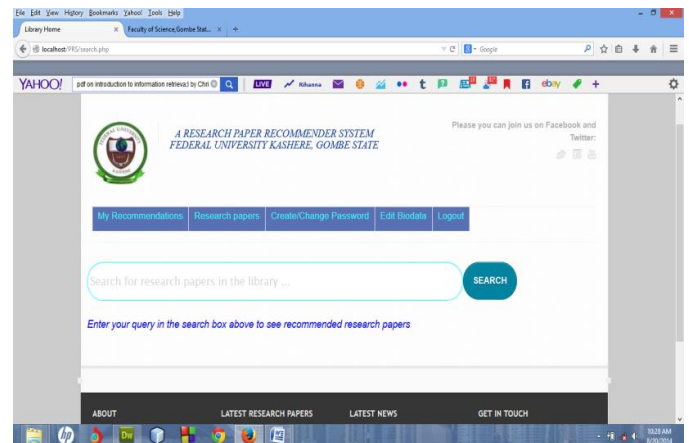 File Edit View History Bookmarks Yahoo! Tools Help
Library Home × Faculty of Science,Gombe Stat... × +
localhost/PRS/search.php Google
YAHOO! pdf on introduction to information retrieval by Chri LIVE Rihanna ebay
A RESEARCH PAPER RECOMMENDER SYSTEM
FEDERAL UNIVERSITY KASHERE, GOMBE STATE
Please you can join us on Facebook and
Twitter:
My Recommendations Research papers Create/Change Password Edit Biodata Logout
Search for research papers in the library ...
SEARCH
Enter your query in the search box above to see recommended research papers
ABOUT LATEST RESEARCH PAPERS LATEST NEWS GET IN TOUCH
10:28 AM
8/20/2014